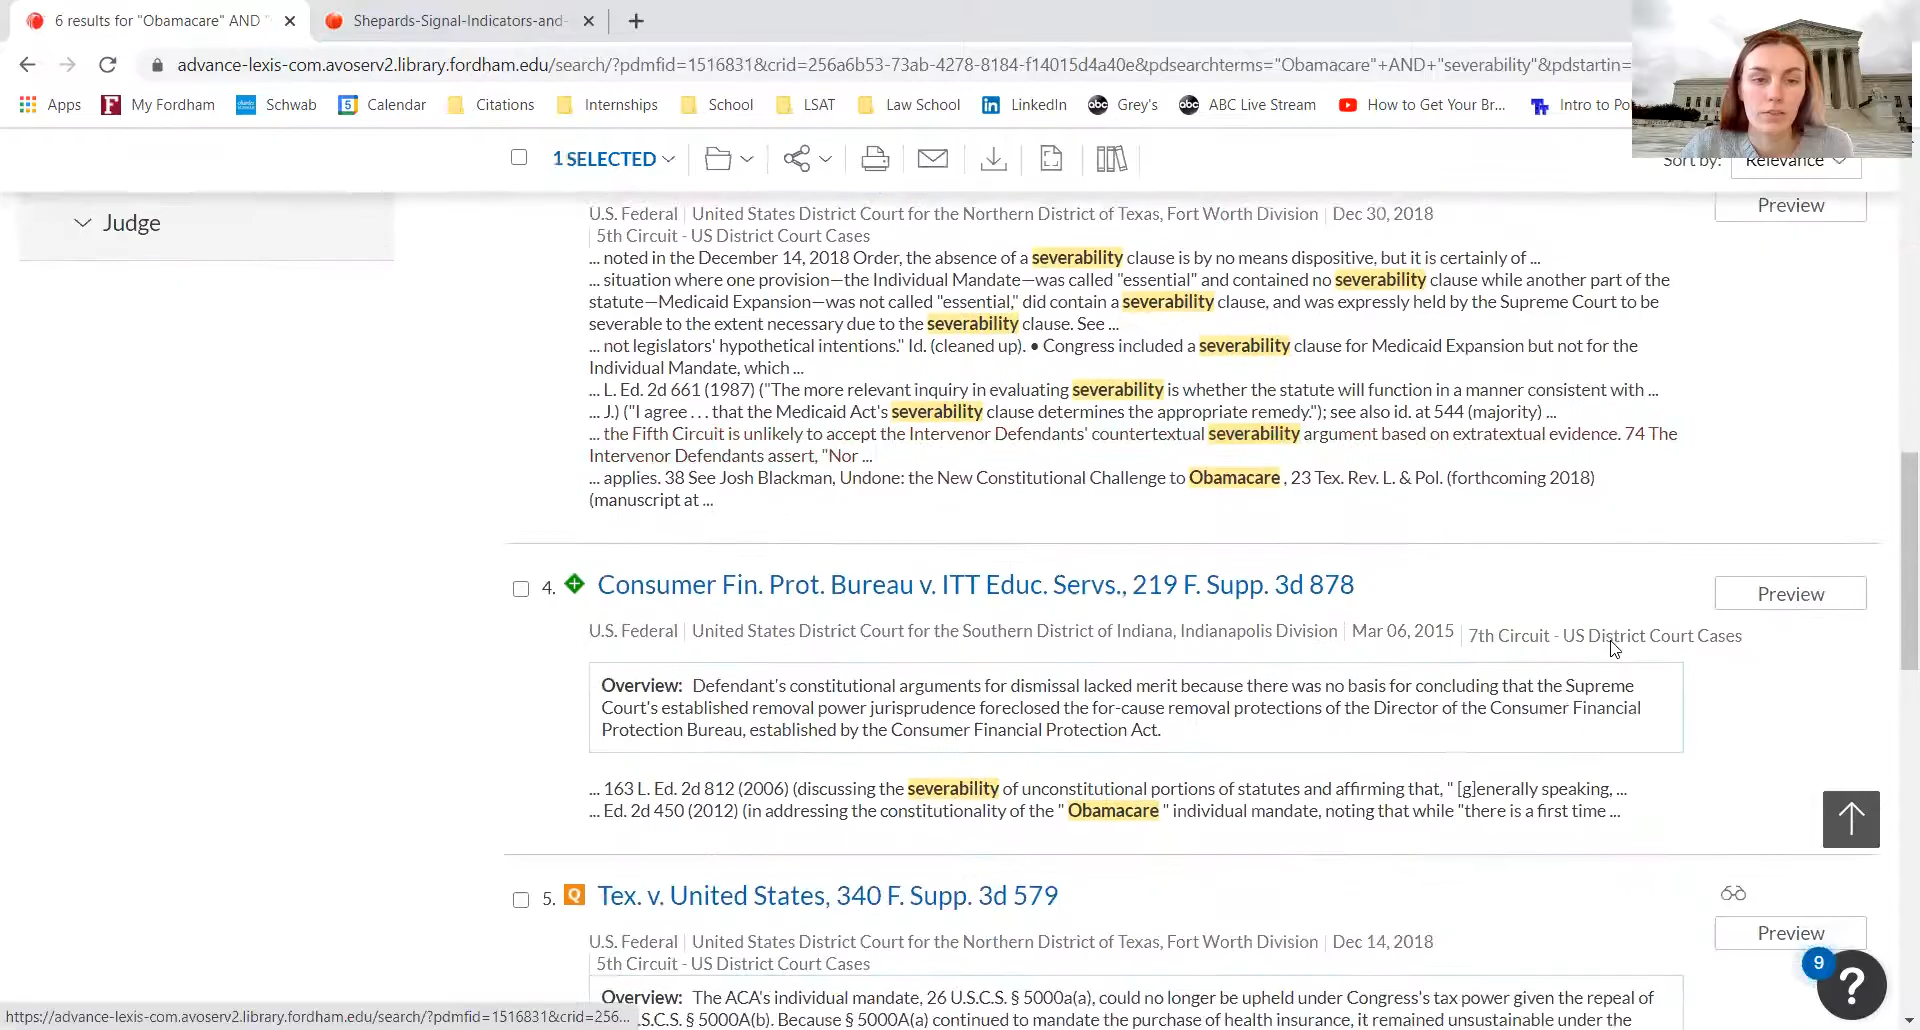 6 results for "Obamacare" AND "
Shepards-Signal-Indicators-and-
advance-lexis-com.avoserv2.library.fordham.edu/search/?pdmfid=1516831&crid=256a6b53-73ab-4278-8184-f14015d4a40e&pdsearchterms="Obamacare"+AND+"severability"&pdstartin=
Apps My Fordham Schwab Calendar Citations Internships School LSAT Law School LinkedIn Grey's ABC Live Stream How to Get Your Br... Intro to Po
1 SELECTED
Sort by: Relevance
Judge
Preview
U.S. Federal | United States District Court for the Northern District of Texas, Fort Worth Division | Dec 30, 2018
5th Circuit - US District Court Cases
... noted in the December 14, 2018 Order, the absence of a severability clause is by no means dispositive, but it is certainly of ...
... situation where one provision—the Individual Mandate—was called "essential" and contained no severability clause while another part of the
statute—Medicaid Expansion—was not called "essential," did contain a severability clause, and was expressly held by the Supreme Court to be
severable to the extent necessary due to the severability clause. See ...
... not legislators' hypothetical intentions." Id. (cleaned up). • Congress included a severability clause for Medicaid Expansion but not for the
Individual Mandate, which ...
... L. Ed. 2d 661 (1987) ("The more relevant inquiry in evaluating severability is whether the statute will function in a manner consistent with ...
... J.) ("I agree . . . that the Medicaid Act's severability clause determines the appropriate remedy."); see also id. at 544 (majority) ...
... the Fifth Circuit is unlikely to accept the Intervenor Defendants' countertextual severability argument based on extratextual evidence. 74 The
Intervenor Defendants assert, "Nor ...
... applies. 38 See Josh Blackman, Undone: the New Constitutional Challenge to Obamacare , 23 Tex. Rev. L. & Pol. (forthcoming 2018)
(manuscript at ...
4. Consumer Fin. Prot. Bureau v. ITT Educ. Servs., 219 F. Supp. 3d 878
Preview
U.S. Federal | United States District Court for the Southern District of Indiana, Indianapolis Division | Mar 06, 2015 | 7th Circuit - US District Court Cases
Overview: Defendant's constitutional arguments for dismissal lacked merit because there was no basis for concluding that the Supreme
Court's established removal power jurisprudence foreclosed the for-cause removal protections of the Director of the Consumer Financial
Protection Bureau, established by the Consumer Financial Protection Act.
... 163 L. Ed. 2d 812 (2006) (discussing the severability of unconstitutional portions of statutes and affirming that, " [g]enerally speaking, ...
... Ed. 2d 450 (2012) (in addressing the constitutionality of the " Obamacare " individual mandate, noting that while "there is a first time ...
5. Q Tex. v. United States, 340 F. Supp. 3d 579
Preview
U.S. Federal | United States District Court for the Northern District of Texas, Fort Worth Division | Dec 14, 2018
5th Circuit - US District Court Cases
9
?
Overview: The ACA's individual mandate, 26 U.S.C.S. § 5000a(a), could no longer be upheld under Congress's tax power given the repeal of
.S.C.S. § 5000A(b). Because § 5000A(a) continued to mandate the purchase of health insurance, it remained unsustainable under the
https://advance-lexis-com.avoserv2.library.fordham.edu/search/?pdmfid=1516831&crid=256...